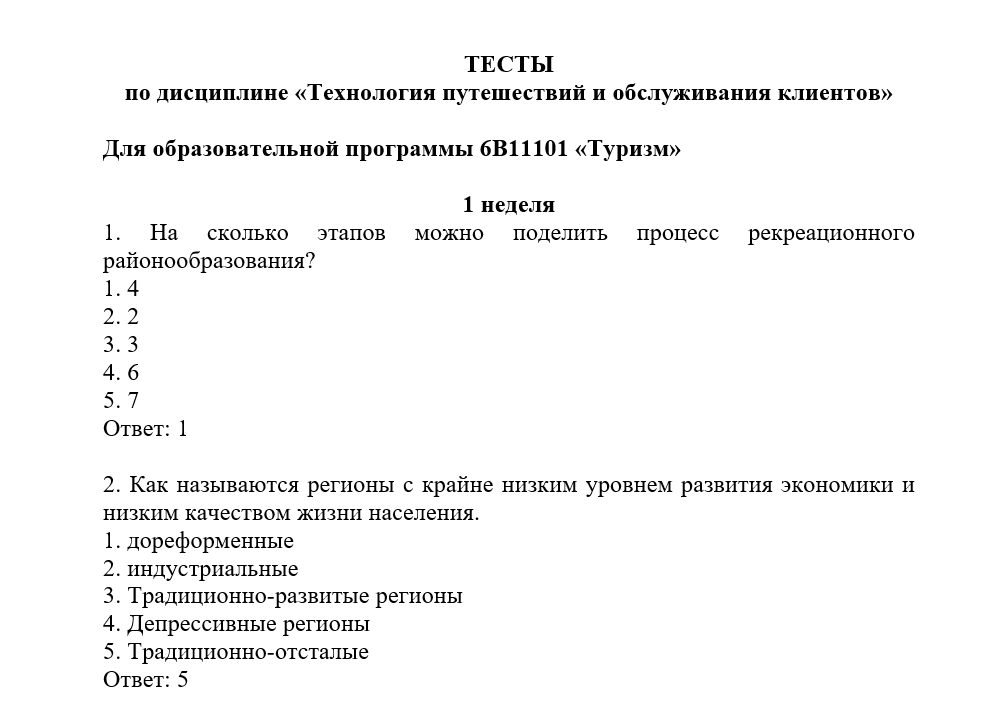 ТЕСТЫ
по дисциплине «Технология путешествий и обслуживания клиентов»
Для образовательной программы 6В11101 «Туризм»
1 неделя
1. На сколько этапов можно поделить процесс рекреационного
районообразования?
1. 4
2. 2
3. 3
4. 6
5. 7
Ответ: 1
2. Как называются регионы с крайне низким уровнем развития экономики и
низким качеством жизни населения.
1. дореформенные
2. индустриальные
3. Традиционно-развитые регионы
4. Депрессивные регионы
5. Традиционно-отсталые
Ответ: 5